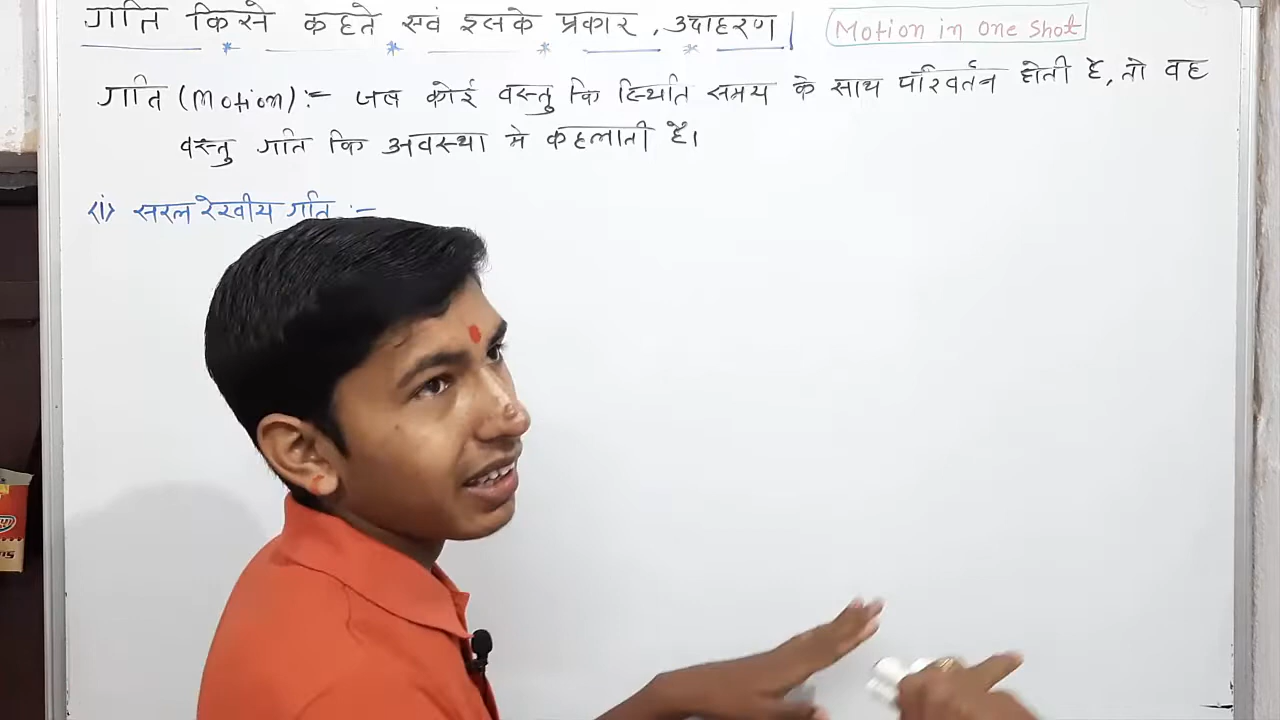 गति किसे कहते एवं इसके प्रकार , उदाहरण
Motion in one shot
गति (Motion) :- जब कोई वस्तु कि स्थिति समय के साथ परिवर्तन होती है, तो वह
वस्तु गति कि अवस्था मे कहलाती है।
(i) सरल रेखीय गति :-